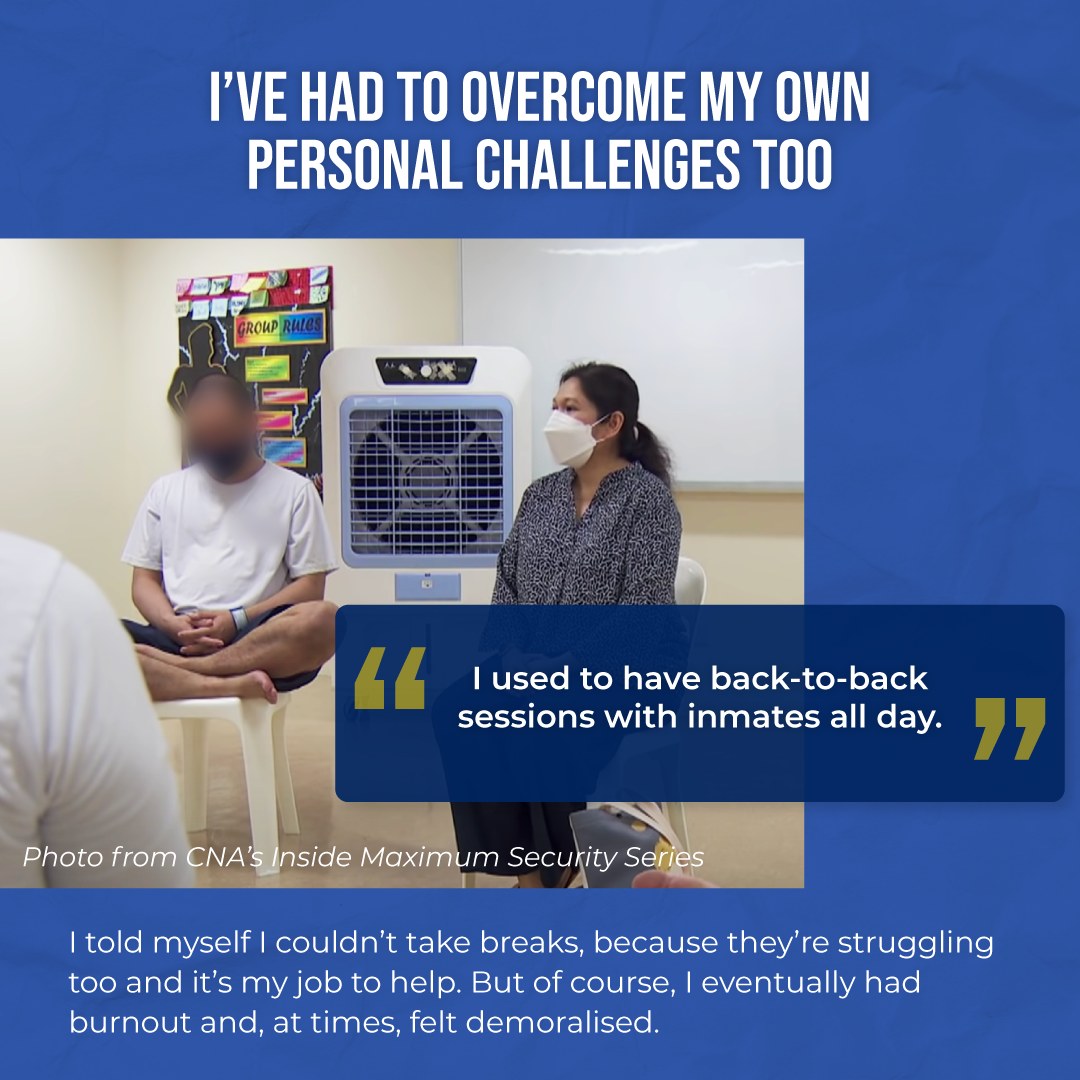 I'VE HAD TO OVERCOME MY OWN
PERSONAL CHALLENGES TOO
GROUP RULES
“ I used to have back-to-back
sessions with inmates all day. ”
Photo from CNA's Inside Maximum Security Series
I told myself I couldn't take breaks, because they're struggling
too and it's my job to help. But of course, I eventually had
burnout and, at times, felt demoralised.